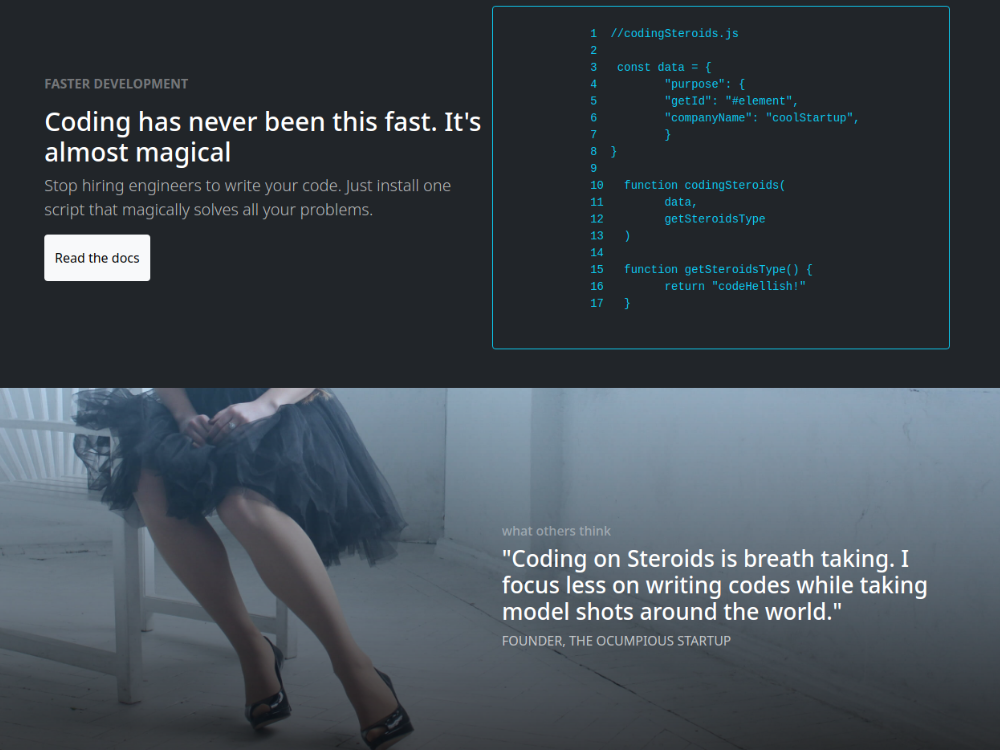 FASTER DEVELOPMENT
Coding has never been this fast. It's
almost magical
Stop hiring engineers to write your code. Just install one
script that magically solves all your problems.
Read the docs
1 //codingSteroids.js
2
3 const data = {
4 "purpose": {
5 "getId": "#element",
6 "companyName": "coolStartup",
7 }
8 }
9
10 function codingSteroids(
11 data,
12 getSteroidsType
13 )
14
15 function getSteroidsType() {
16 return "codeHellish!"
17 }
what others think
"Coding on Steroids is breath taking. I
focus less on writing codes while taking
model shots around the world."
FOUNDER, THE OCUMPIOUS STARTUP